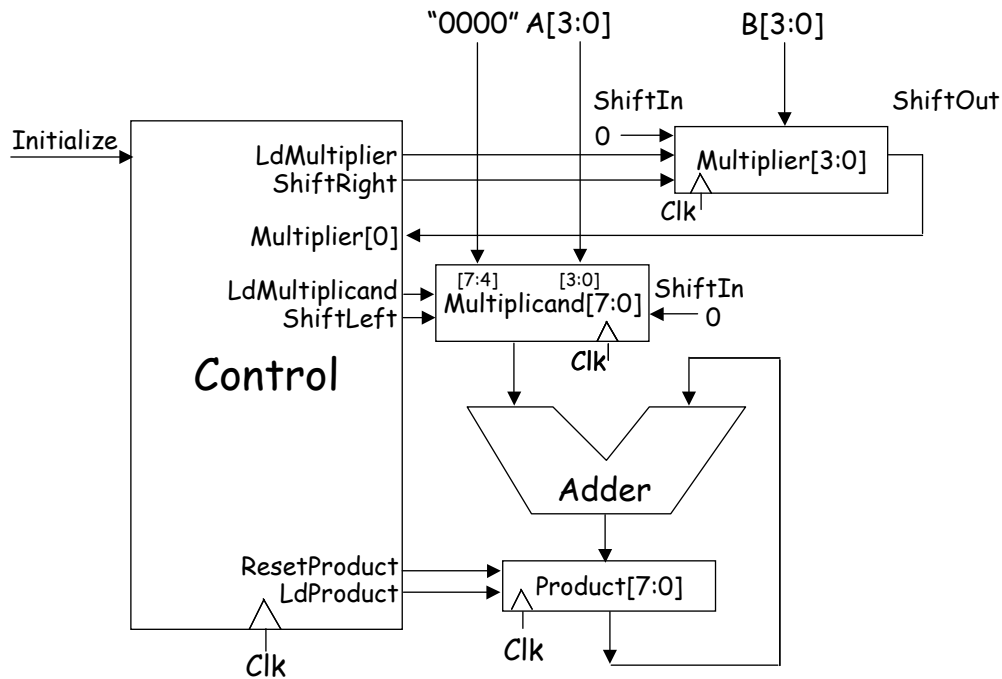 “0000” A[3:0]
B[3:0]
ShiftIn
0
ShiftOut
Initialize
LdMultiplier
ShiftRight
Multiplier[3:0]
Clk
Multiplier[0]
[7:4] [3:0]
Multiplicand[7:0]
LdMultiplicand
ShiftLeft
ShiftIn
0
Clk
Control
Adder
ResetProduct
LdProduct
Product[7:0]
Clk
Clk